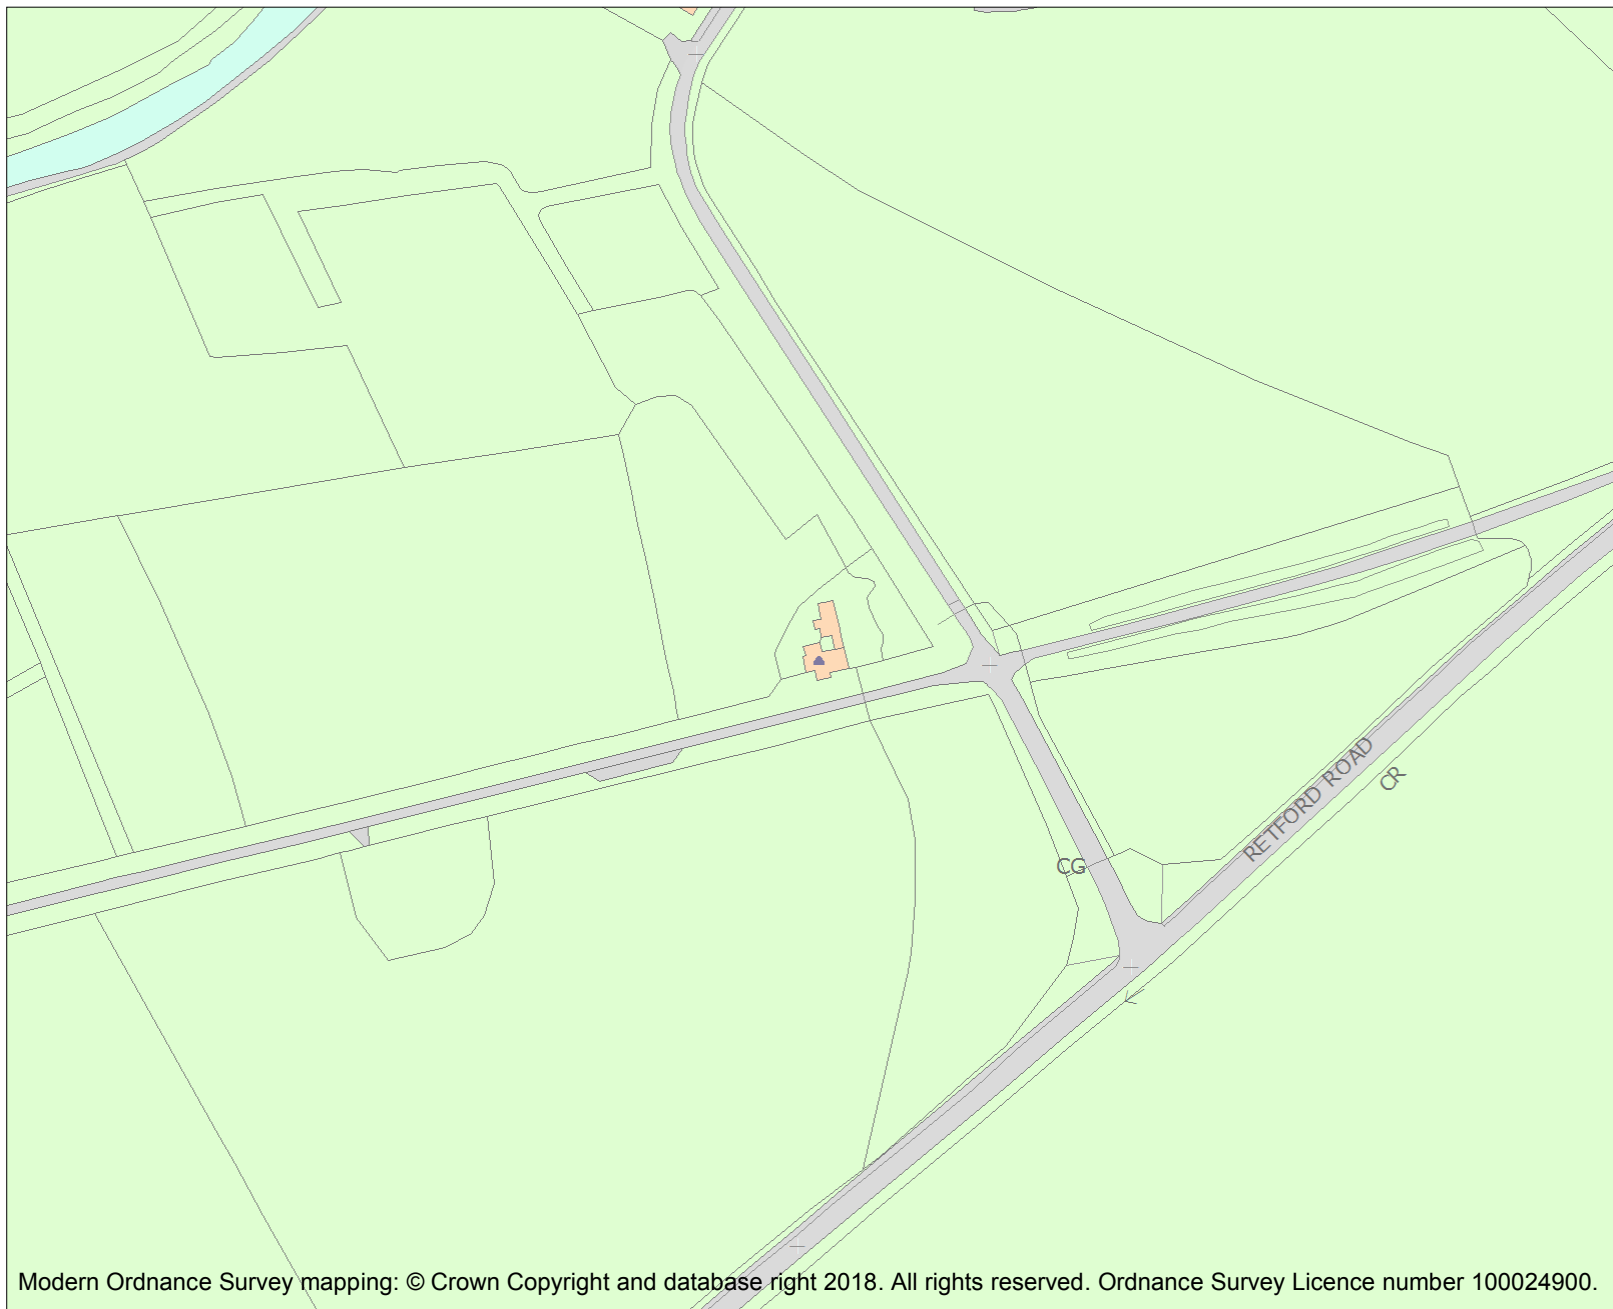 RETFORD ROAD
CR
CG
Modern Ordnance Survey mapping: © Crown Copyright and database right 2018. All rights reserved. Ordnance Survey Licence number 100024900.